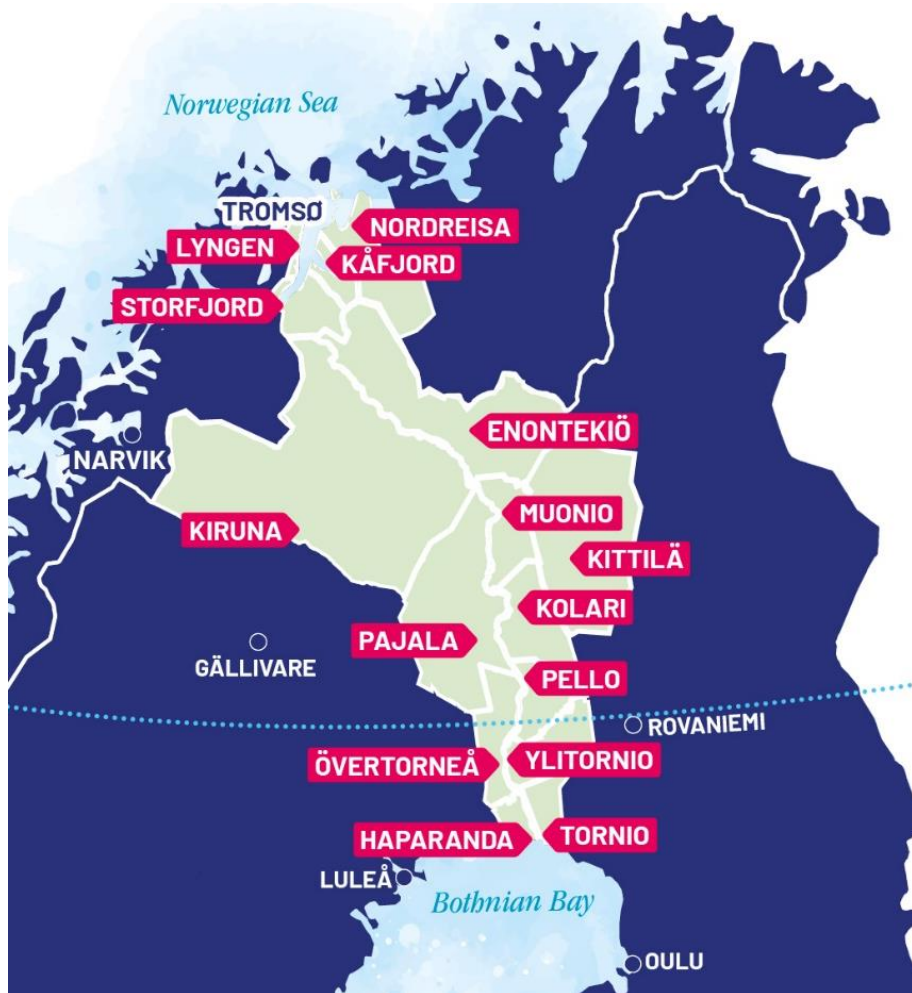 Norwegian Sea
TROMSØ
NORDREISA
LYNGEN
KÅFJORD
STORFJORD
ENONTEKIÖ
NARVIK
MUONIO
KIRUNA
KITTILÄ
KOLARI
PAJALA
GÄLLIVARE
PELLO
ROVANIEMI
ÖVERTORNEÅ
YLITORNIO
HAPARANDA
TORNIO
LULEÅ
Bothnian Bay
OULU